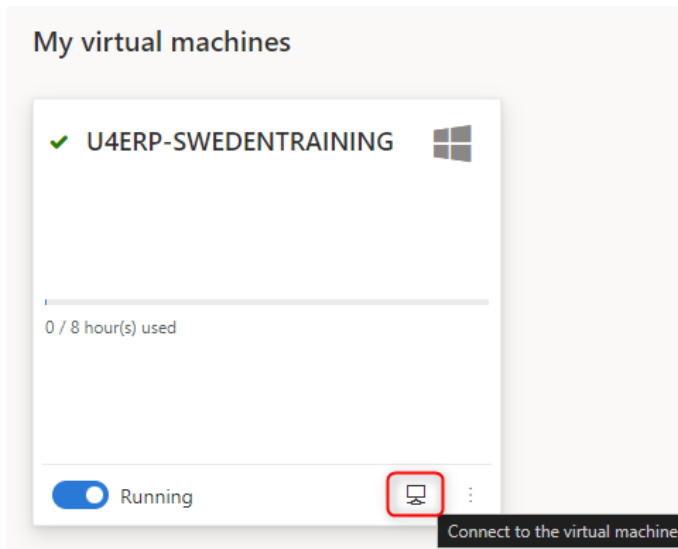 My virtual machines
U4ERP-SWEDENTRAINING
0 / 8 hour(s) used
Running
Connect to the virtual machine